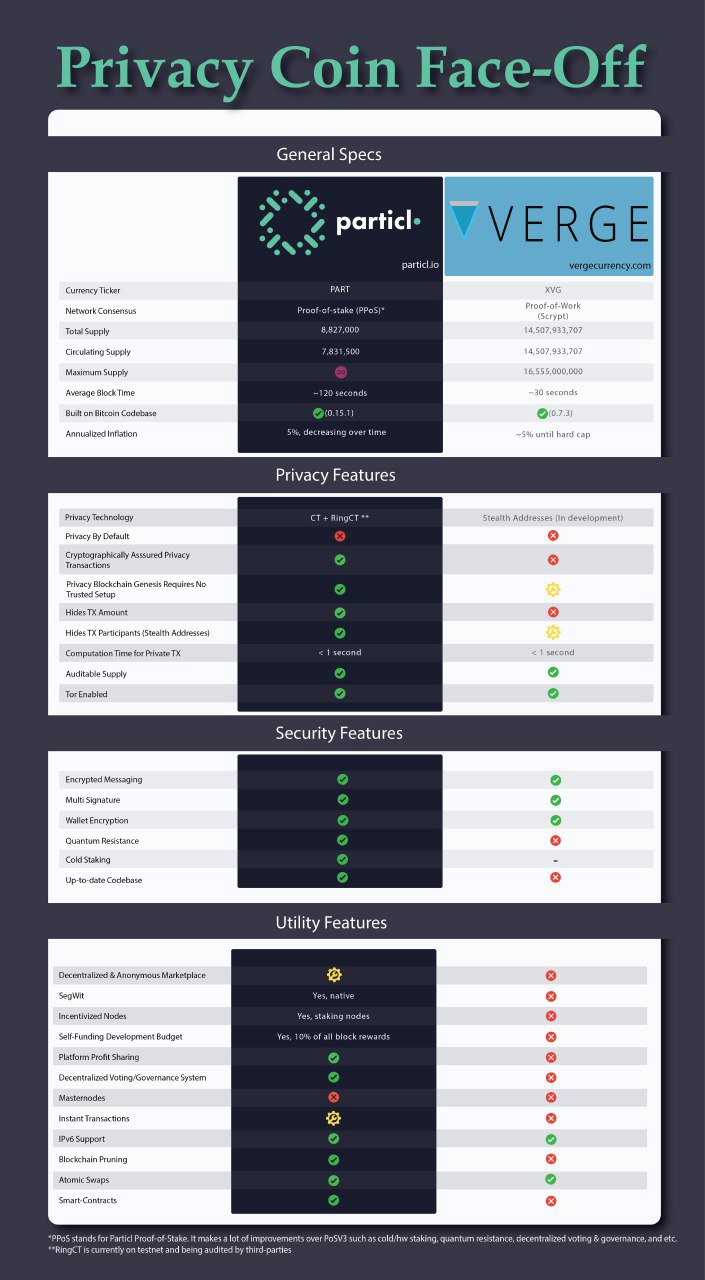 Privacy Coin Face-Off
General Specs
particl
particl.io
VERGE
vergecurrency.com
Currency Ticker PART XVG
Network Consensus Proof-of-stake (PPoS)* Proof-of-Work
(Scrypt)
Total Supply 8,827,000 14,507,933,707
Circulating Supply 7,831,500 14,507,933,707
Maximum Supply ∞ 16,555,000,000
Average Block Time ~120 seconds ~30 seconds
Built on Bitcoin Codebase (0.15.1) (0.7.3)
Annualized Inflation 5%, decreasing over time ~5% until hard cap
Privacy Features
Privacy Technology CT + RingCT ** Stealth Addresses (In development)
Privacy By Default
Cryptographically Asssured Privacy
Transactions
Privacy Blockchain Genesis Requires No
Trusted Setup
Hides TX Amount
Hides TX Participants (Stealth Addresses)
Computation Time for Private TX < 1 second < 1 second
Auditable Supply
Tor Enabled
Security Features
Encrypted Messaging
Multi Signature
Wallet Encryption
Quantum Resistance
Cold Staking –
Up-to-date Codebase
Utility Features
Decentralized & Anonymous Marketplace
SegWit Yes, native
Incentivized Nodes Yes, staking nodes
Self-Funding Development Budget Yes, 10% of all block rewards
Platform Profit Sharing
Decentralized Voting/Governance System
Masternodes
Instant Transactions
IPv6 Support
Blockchain Pruning
Atomic Swaps
Smart-Contracts
*PPoS stands for Particl Proof-of-Stake. It makes a lot of improvements over PoSV3 such as cold/hw staking, quantum resistance, decentralized voting & governance, and etc.
**RingCT is currently on testnet and being audited by third-parties